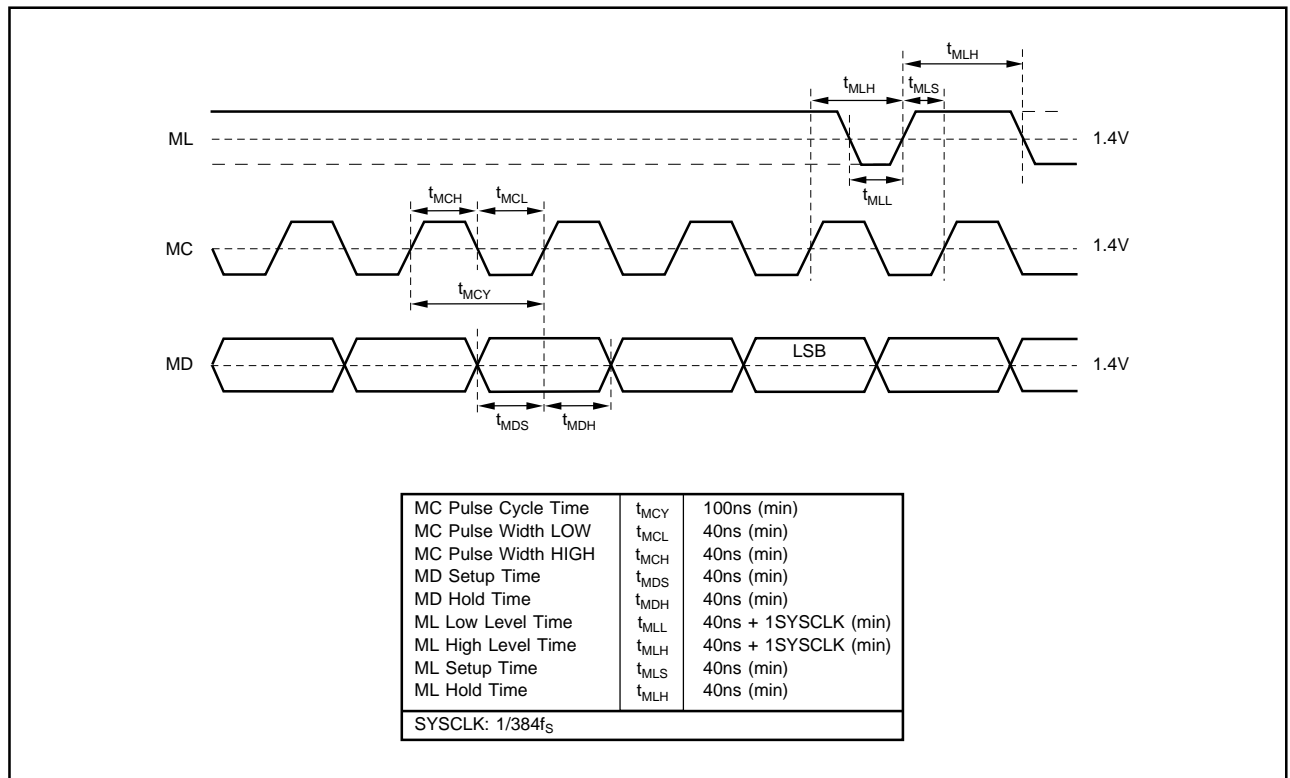 tMLH
tMLH tMLS
ML 1.4V
tMLL
tMCH tMCL
MC 1.4V
tMCY
LSB
MD 1.4V
tMDS tMDH
MC Pulse Cycle Time tMCY 100ns (min)
MC Pulse Width LOW tMCL 40ns (min)
MC Pulse Width HIGH tMCH 40ns (min)
MD Setup Time tMDS 40ns (min)
MD Hold Time tMDH 40ns (min)
ML Low Level Time tMLL 40ns + 1SYSCLK (min)
ML High Level Time tMLH 40ns + 1SYSCLK (min)
ML Setup Time tMLS 40ns (min)
ML Hold Time tMLH 40ns (min)
SYSCLK: 1/384fS